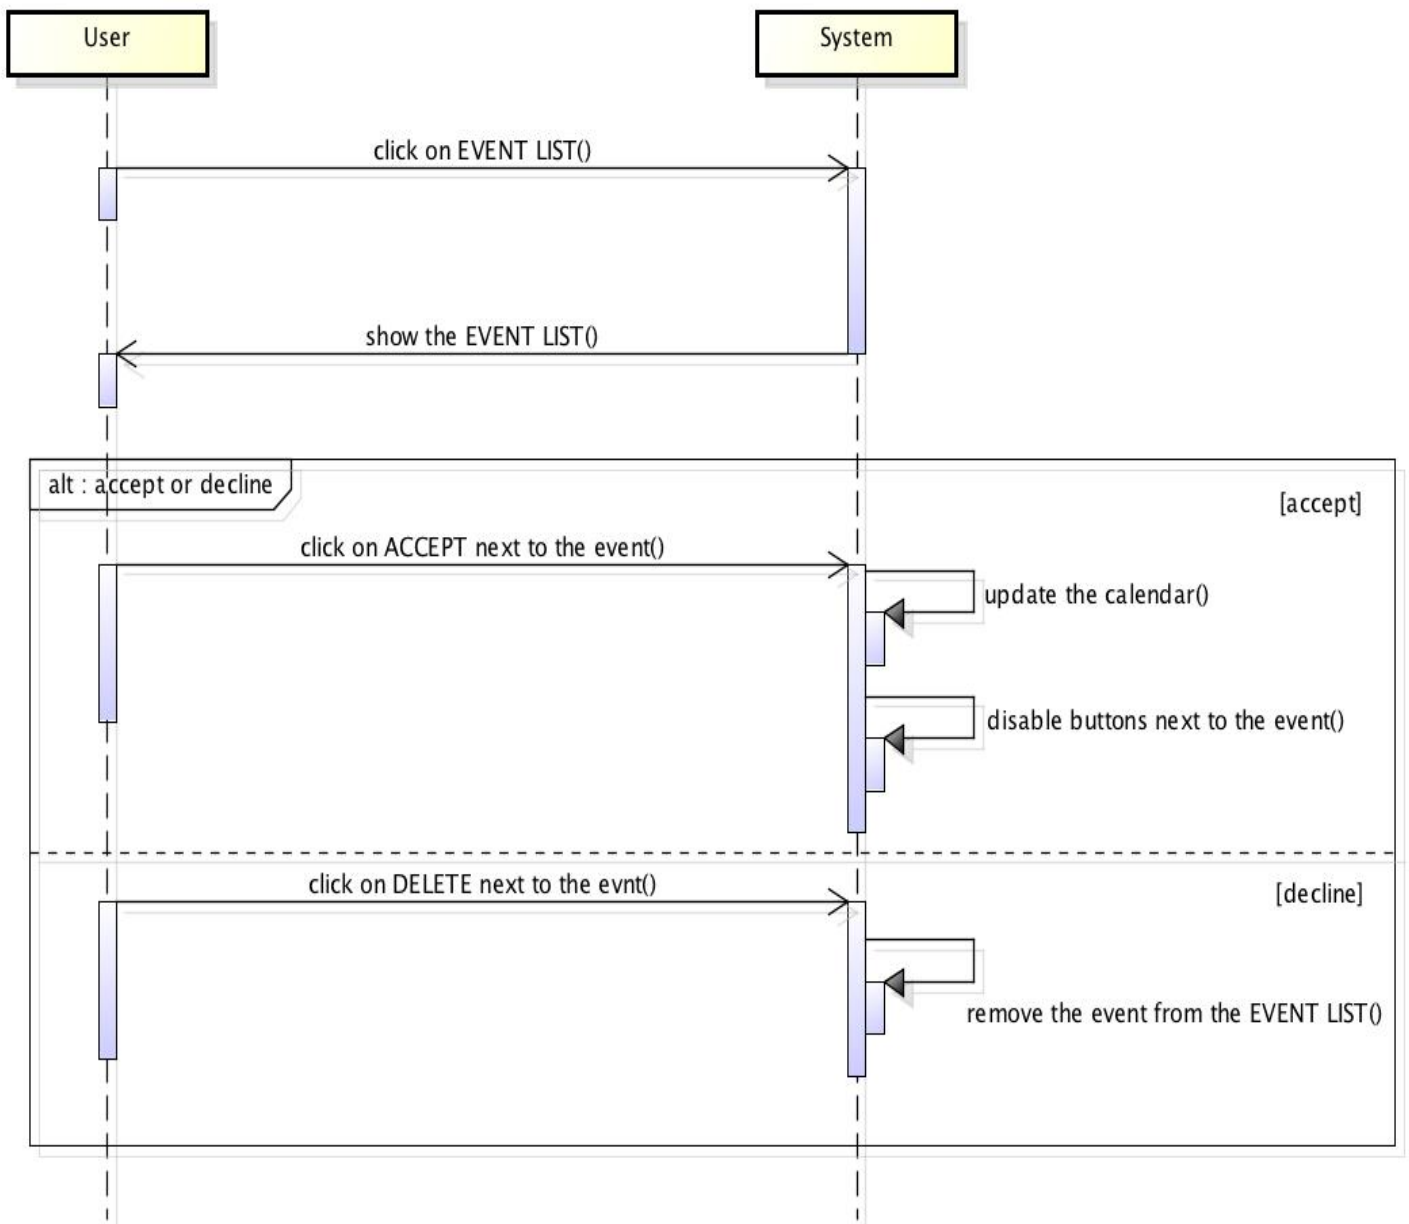 User
System
click on EVENT LIST()
show the EVENT LIST()
alt : accept or decline
[accept]
click on ACCEPT next to the event()
update the calendar()
disable buttons next to the event()
click on DELETE next to the evnt()
[decline]
remove the event from the EVENT LIST()